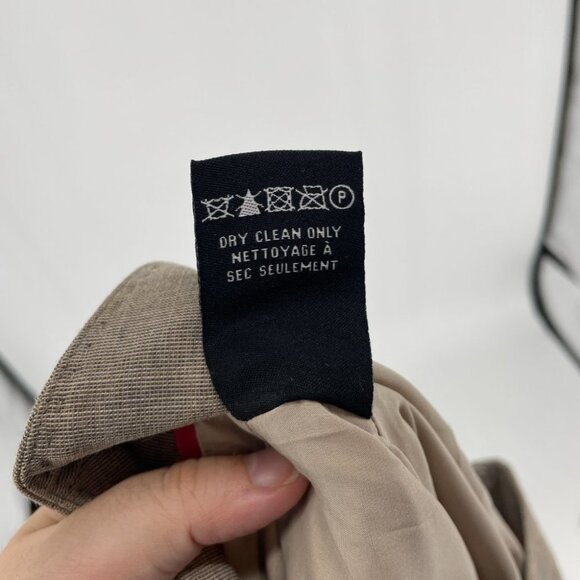 P
DRY CLEAN ONLY
NETTOYAGE À
SEC SEULEMENT